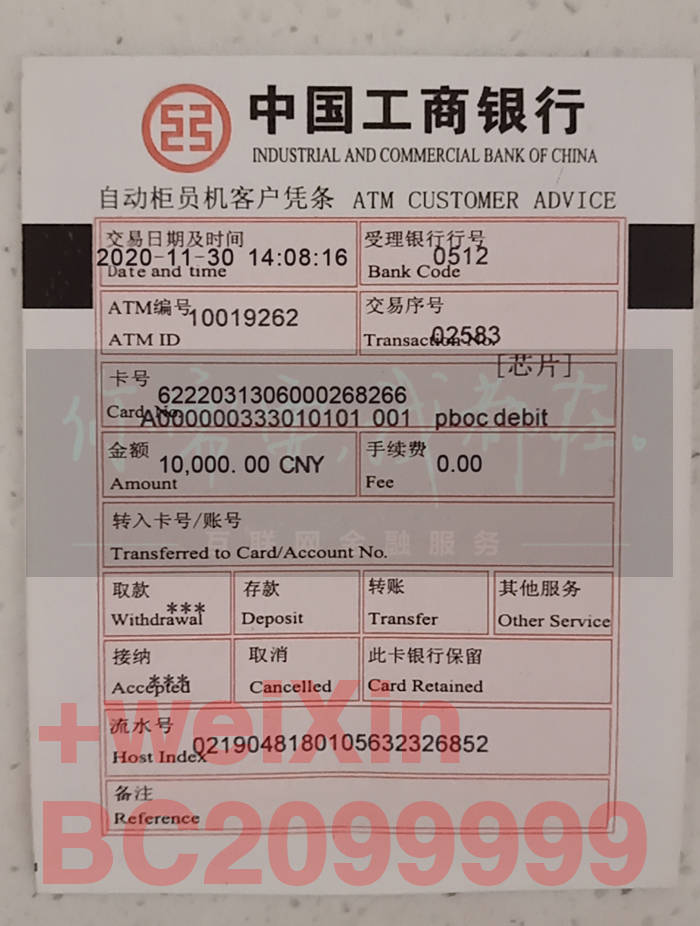 中国工商银行
INDUSTRIAL AND COMMERCIAL BANK OF CHINA
自动柜员机客户凭条 ATM CUSTOMER ADVICE
交易日期及时间
2020-11-30 14:08:16
Date and time
受理银行行号
0512
Bank Code
ATM编号
10019262
ATM ID
交易序号
02583
Transaction No.
[芯片]
卡号
6222031306000268266
Card No.
A000000333010101 001 pboc debit
金额
10,000.00 CNY
Amount
手续费
0.00
Fee
转入卡号/账号
互联网金融服务
Transferred to Card/Account No.
取款
***
Withdrawal
存款
Deposit
转账
Transfer
其他服务
Other Service
接纳
***
Accepted
取消
Cancelled
此卡银行保留
Card Retained
+weiXin
流水号
0219048180105632326852
Host Index
备注
Reference
BC2099999